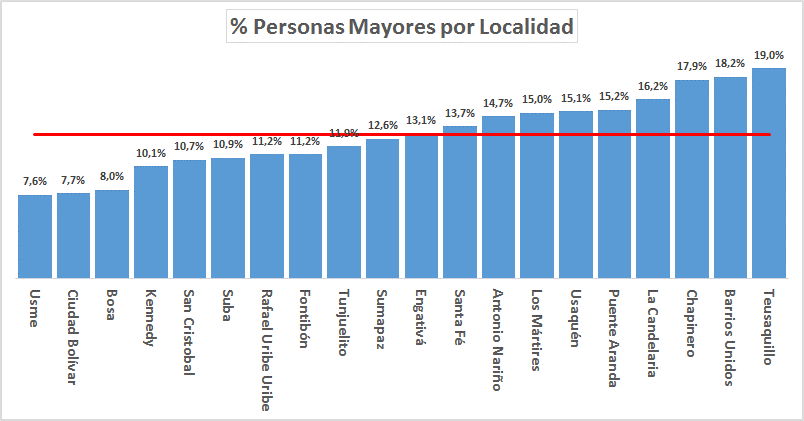 % Personas Mayores por Localidad
7,6%
7,7%
8,0%
10,1%
10,7%
10,9%
11,2%
11,2%
11,9%
12,6%
13,1%
13,7%
14,7%
15,0%
15,1%
15,2%
16,2%
17,9%
18,2%
19,0%
Usme
Ciudad Bolívar
Bosa
Kennedy
San Cristobal
Suba
Rafael Uribe Uribe
Fontibón
Tunjuelito
Sumapaz
Engativá
Santa Fé
Antonio Nariño
Los Mártires
Usaquén
Puente Aranda
La Candelaria
Chapinero
Barrios Unidos
Teusaquillo